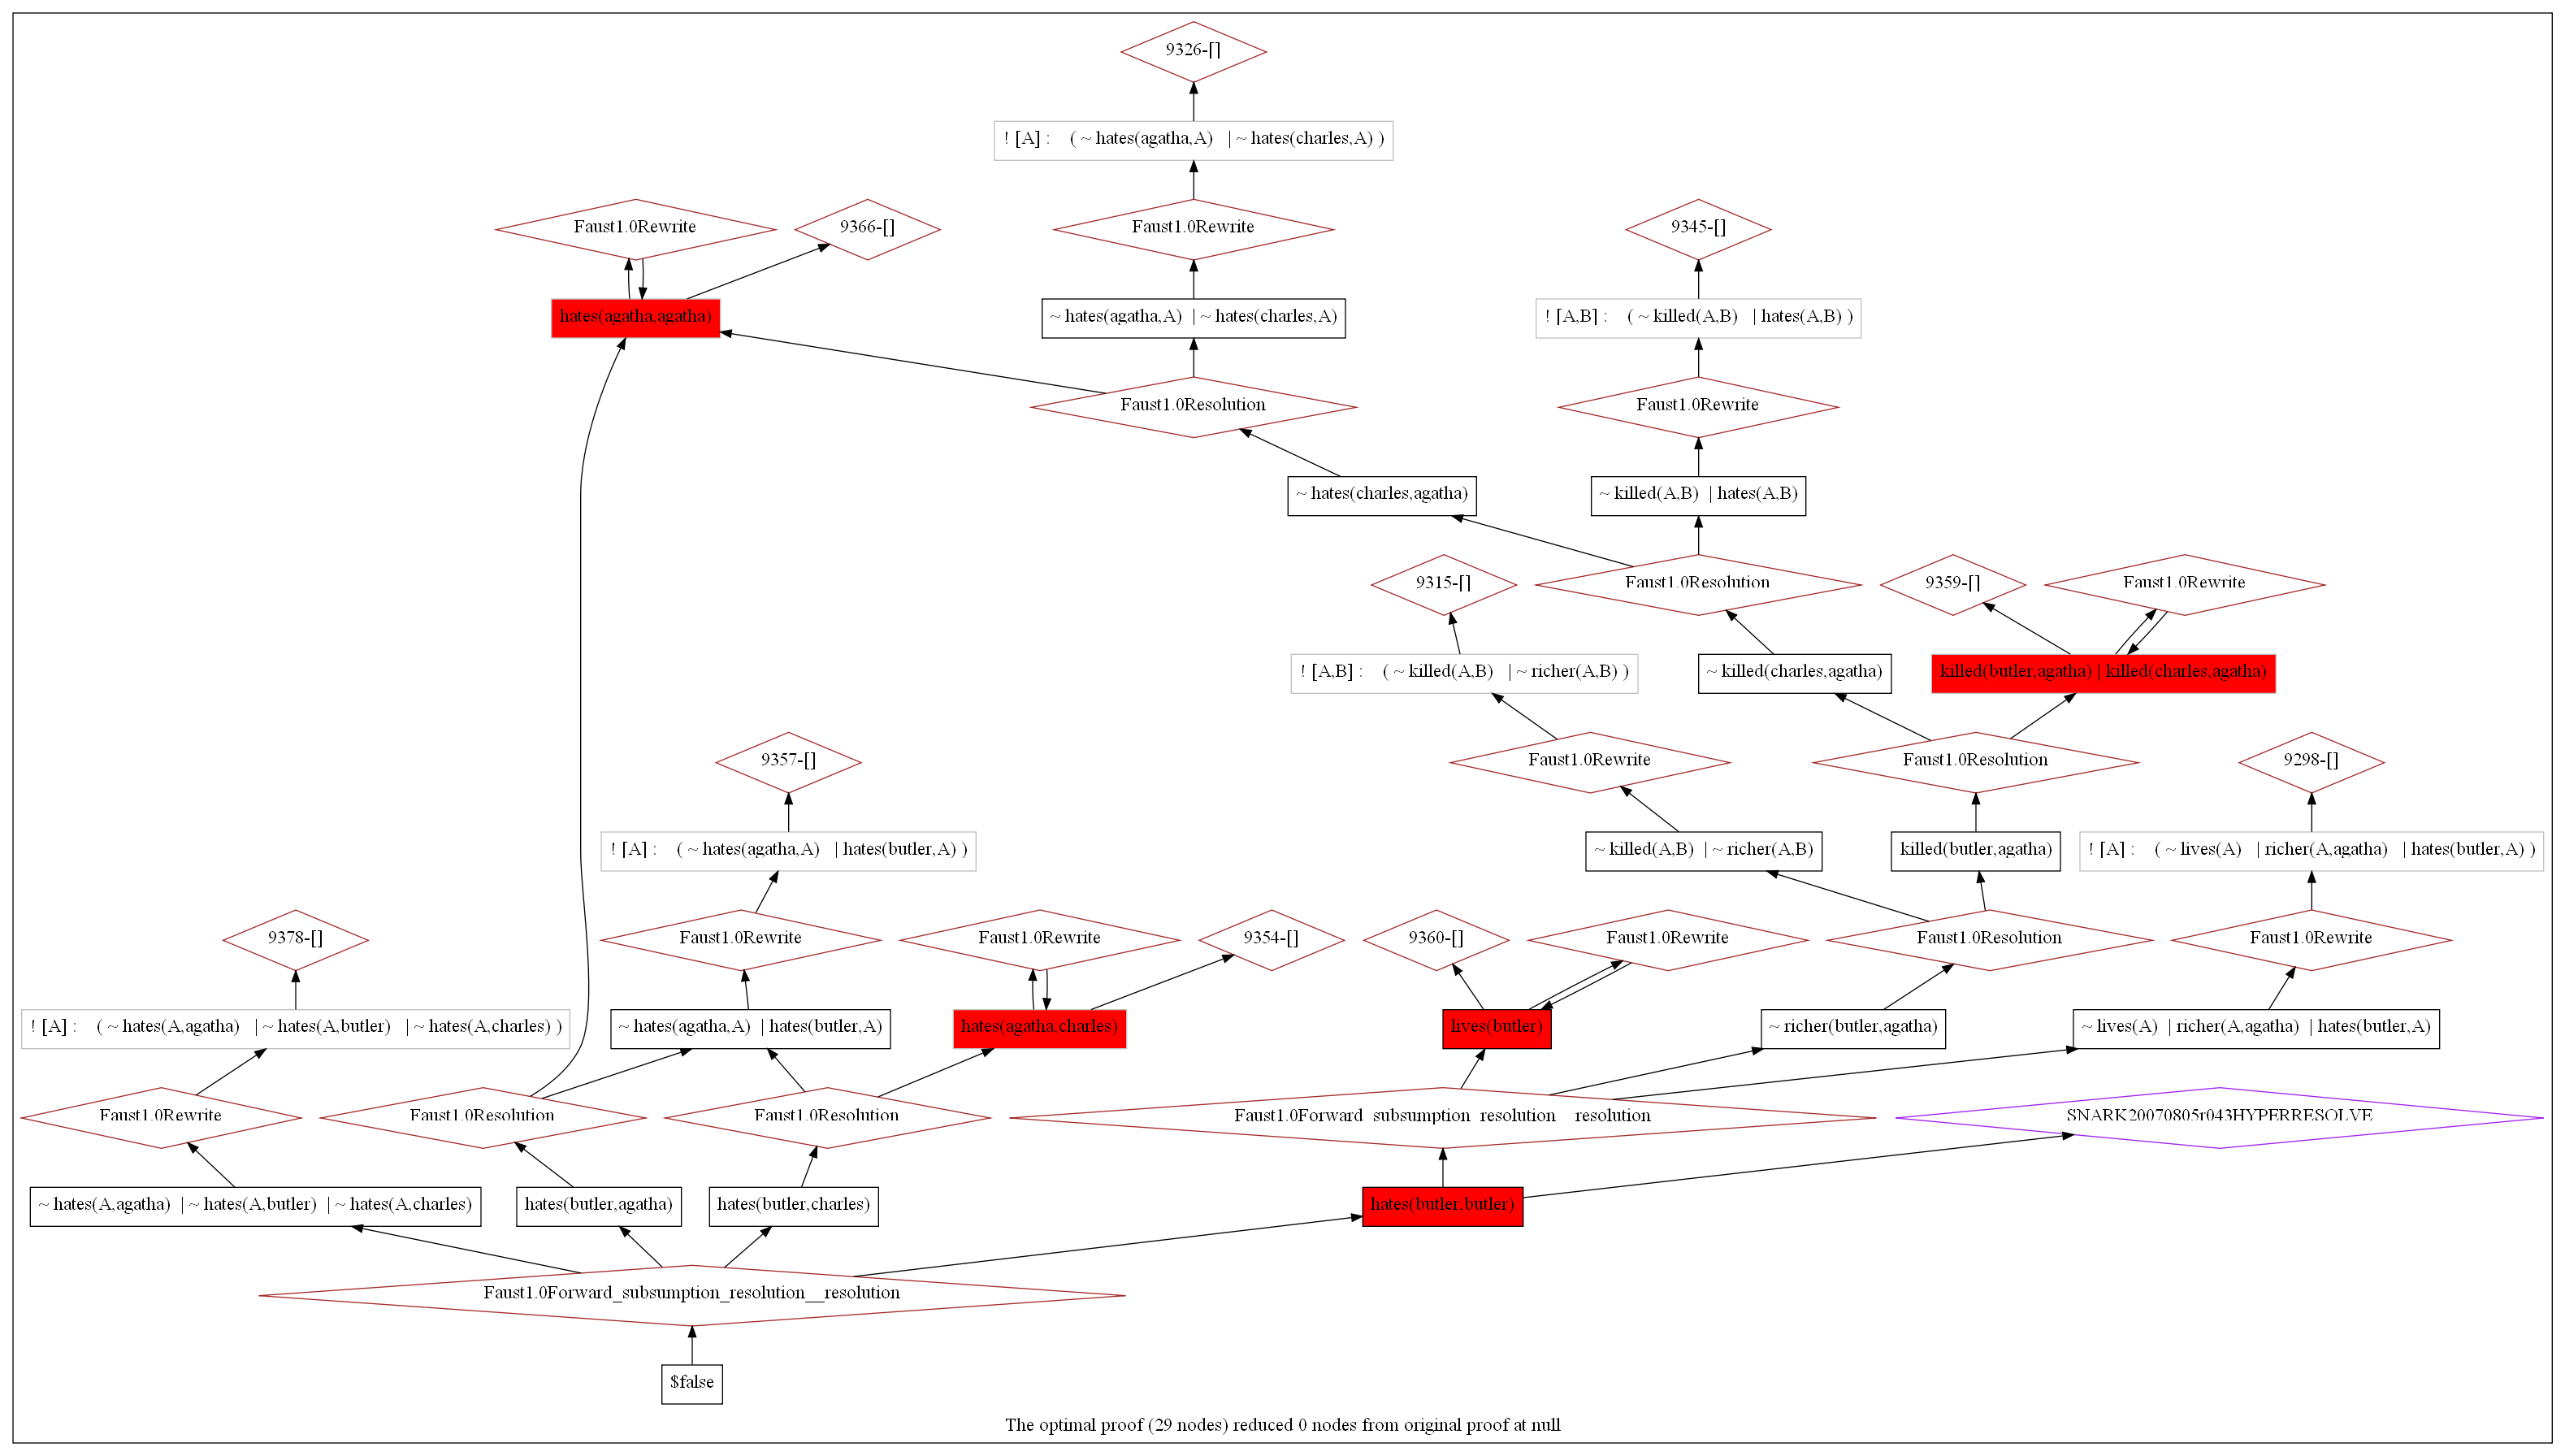 9326-[]
! [A] : ( ~ hates(agatha,A) | ~ hates(charles,A) )
Faust1.0Rewrite
9366-[]
Faust1.0Rewrite
9345-[]
hates(agatha,agatha)
~ hates(agatha,A) | ~ hates(charles,A)
! [A,B] : ( ~ killed(A,B) | hates(A,B) )
Faust1.0Resolution
Faust1.0Rewrite
~ hates(charles,agatha)
~ killed(A,B) | hates(A,B)
9315-[]
Faust1.0Resolution
9359-[]
Faust1.0Rewrite
! [A,B] : ( ~ killed(A,B) | ~ richer(A,B) )
~ killed(charles,agatha)
killed(butler,agatha) | killed(charles,agatha)
9357-[]
Faust1.0Rewrite
Faust1.0Resolution
9298-[]
! [A] : ( ~ hates(agatha,A) | hates(butler,A) )
~ killed(A,B) | ~ richer(A,B)
killed(butler,agatha)
! [A] : ( ~ lives(A) | richer(A,agatha) | hates(butler,A) )
9378-[]
Faust1.0Rewrite
Faust1.0Rewrite
9354-[]
9360-[]
Faust1.0Rewrite
Faust1.0Resolution
Faust1.0Rewrite
! [A] : ( ~ hates(A,agatha) | ~ hates(A,butler) | ~ hates(A,charles) )
~ hates(agatha,A) | hates(butler,A)
hates(agatha,charles)
lives(butler)
~ richer(butler,agatha)
~ lives(A) | richer(A,agatha) | hates(butler,A)
Faust1.0Rewrite
Faust1.0Resolution
Faust1.0Resolution
Faust1.0Forward_subsumption_resolution__resolution
SNARK20070805r043HYPERRESOLVE
~ hates(A,agatha) | ~ hates(A,butler) | ~ hates(A,charles)
hates(butler,agatha)
hates(butler,charles)
hates(butler,butler)
Faust1.0Forward_subsumption_resolution__resolution
$false
The optimal proof (29 nodes) reduced 0 nodes from original proof at null